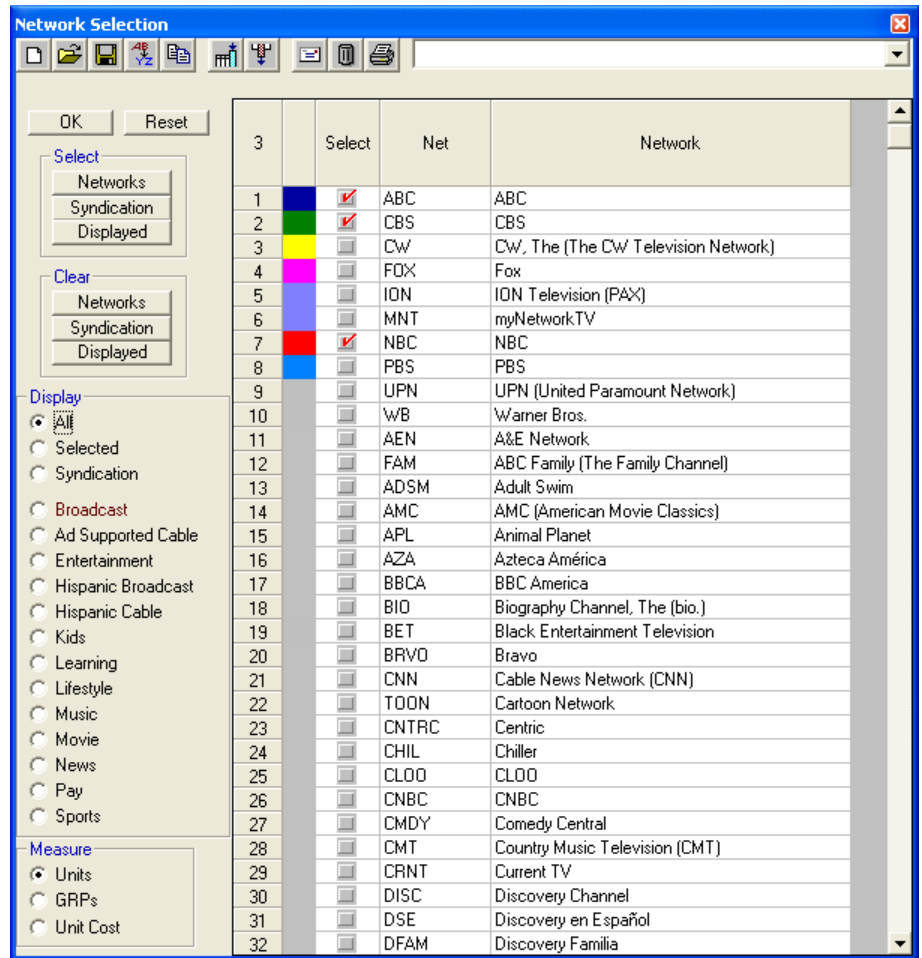 Network Selection
AB
YZ
OK Reset
Select
Networks
Syndication
Displayed
Clear
Networks
Syndication
Displayed
Display
All
Selected
Syndication
Broadcast
Ad Supported Cable
Entertainment
Hispanic Broadcast
Hispanic Cable
Kids
Learning
Lifestyle
Music
Movie
News
Pay
Sports
Measure
Units
GRPs
Unit Cost
3 Select Net Network
1 ABC ABC
2 CBS CBS
3 CW CW, The (The CW Television Network)
4 FOX Fox
5 ION ION Television (PAX)
6 MNT myNetworkTV
7 NBC NBC
8 PBS PBS
9 UPN UPN (United Paramount Network)
10 WB Warner Bros.
11 AEN A&E Network
12 FAM ABC Family (The Family Channel)
13 ADSM Adult Swim
14 AMC AMC (American Movie Classics)
15 APL Animal Planet
16 AZA Azteca América
17 BBCA BBC America
18 BIO Biography Channel, The (bio.)
19 BET Black Entertainment Television
20 BRVO Bravo
21 CNN Cable News Network (CNN)
22 TOON Cartoon Network
23 CNTRC Centric
24 CHIL Chiller
25 CLOO CLOO
26 CNBC CNBC
27 CMDY Comedy Central
28 CMT Country Music Television (CMT)
29 CRNT Current TV
30 DISC Discovery Channel
31 DSE Discovery en Español
32 DFAM Discovery Familia